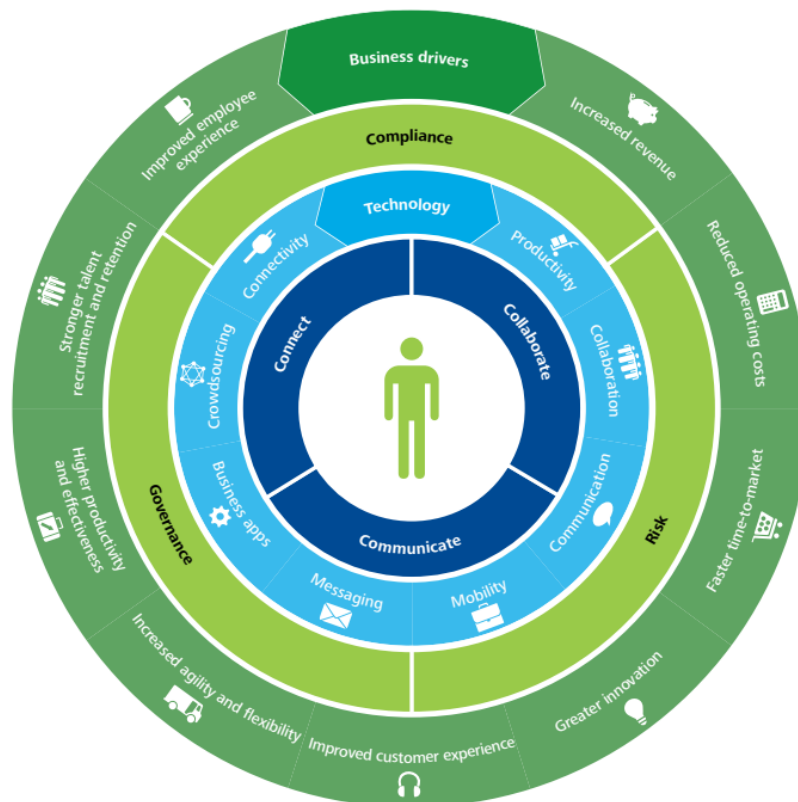 Business drivers
Increased revenue
Reduced operating costs
Faster time-to-market
Greater innovation
Improved customer experience
Increased agility and flexibility
Higher productivity
and effectiveness
Stronger talent
recruitment and retention
Improved employee
experience
Compliance
Risk
Governance
Technology
Productivity
Collaboration
Communication
Mobility
Messaging
Business apps
Crowdsourcing
Connectivity
Connect
Collaborate
Communicate